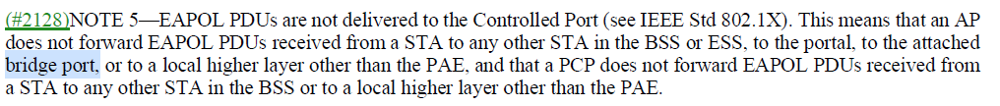 (#2128)NOTE 5—EAPOL PDUs are not delivered to the Controlled Port (see IEEE Std 802.1X). This means that an AP
does not forward EAPOL PDUs received from a STA to any other STA in the BSS or ESS, to the portal, to the attached
bridge port, or to a local higher layer other than the PAE, and that a PCP does not forward EAPOL PDUs received from
a STA to any other STA in the BSS or to a local higher layer other than the PAE.